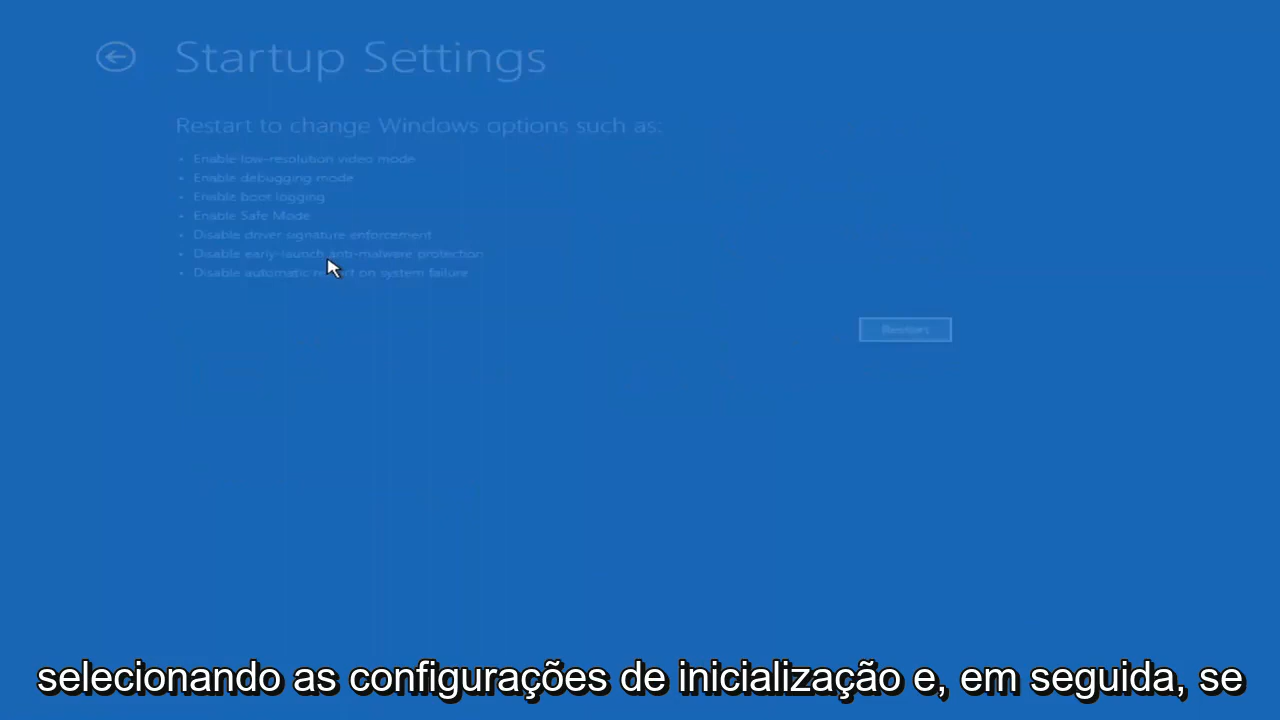 Startup Settings
Restart to change Windows options such as:
• Enable low-resolution video mode
• Enable debugging mode
• Enable boot logging
• Enable Safe Mode
• Disable driver signature enforcement
• Disable early-launch anti-malware protection
• Disable automatic restart on system failure
Restart
selecionando as configurações de inicialização e, em seguida, se